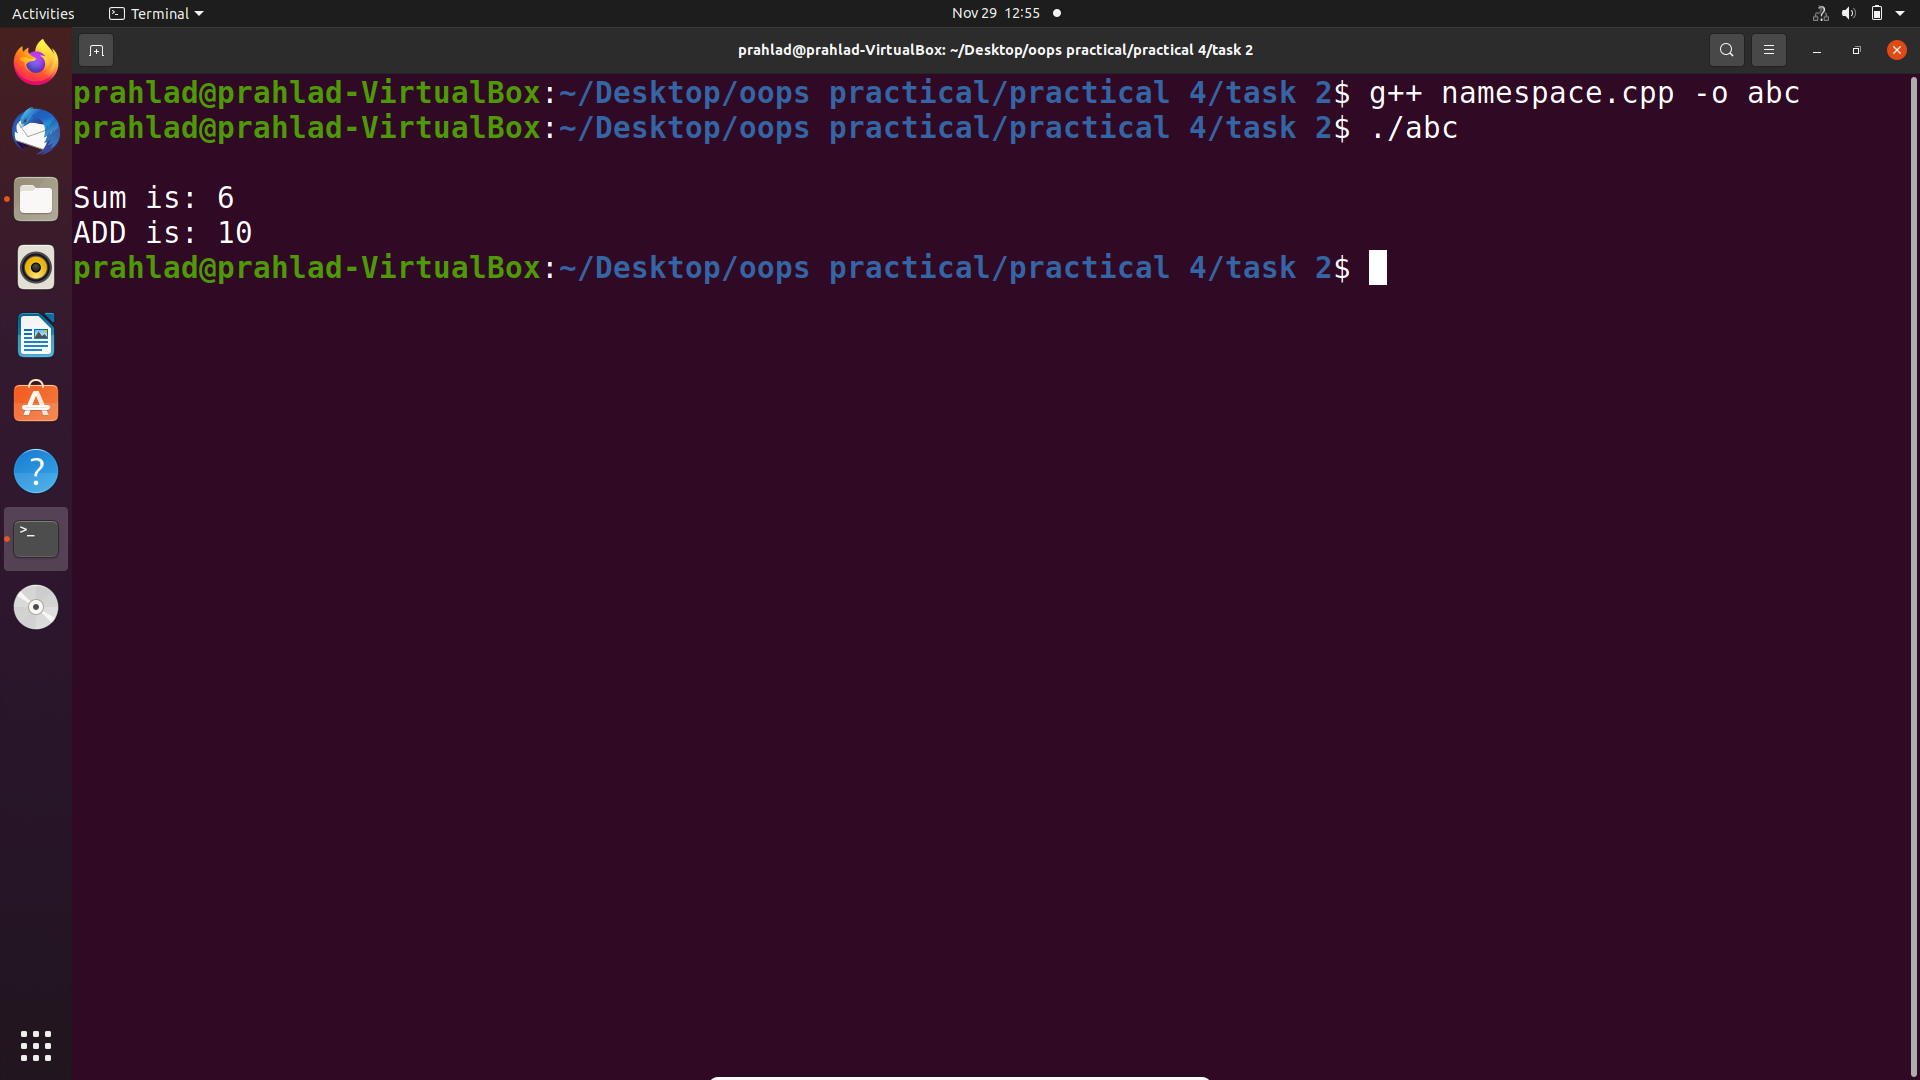 Activities Terminal Nov 29 12:55
prahlad@prahlad-VirtualBox: ~/Desktop/oops practical/practical 4/task 2
prahlad@prahlad-VirtualBox:~/Desktop/oops practical/practical 4/task 2$ g++ namespace.cpp -o abc
prahlad@prahlad-VirtualBox:~/Desktop/oops practical/practical 4/task 2$ ./abc
Sum is: 6
ADD is: 10
prahlad@prahlad-VirtualBox:~/Desktop/oops practical/practical 4/task 2$